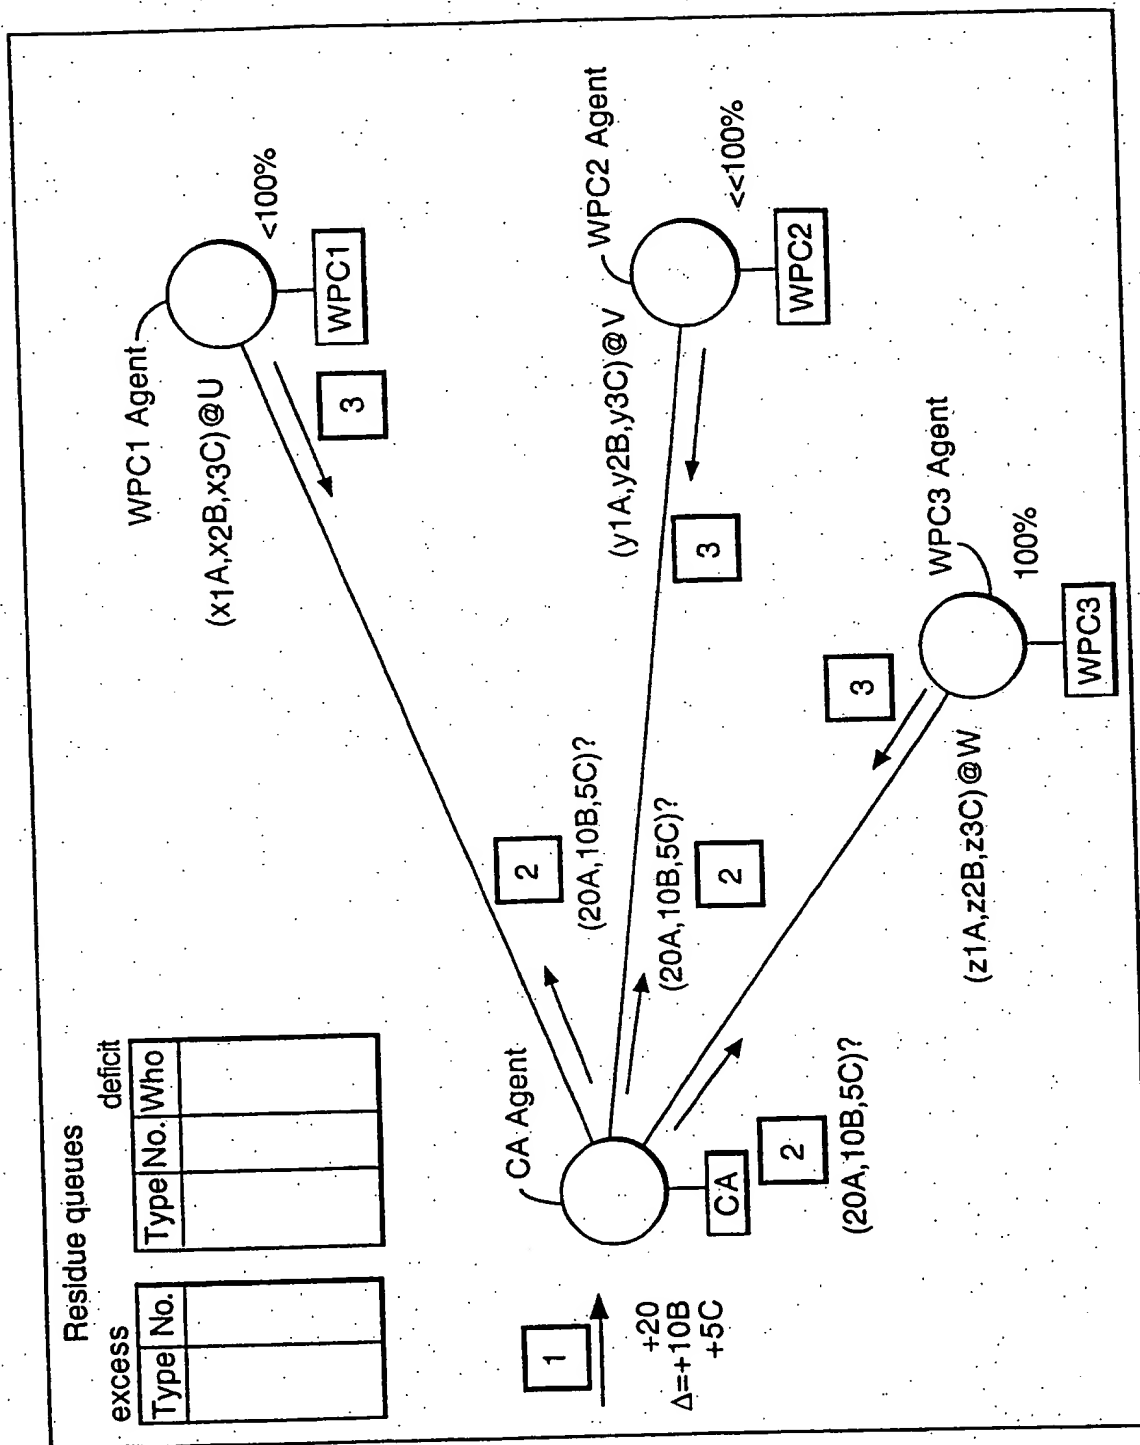 Residue queues
excess
Type No.
deficit
Type No. Who
1
+20
Δ=+10B
+5C
CA Agent
CA
2
(20A,10B,5C)?
2
(20A,10B,5C)?
2
(20A,10B,5C)?
WPC1 Agent
(x1A,x2B,x3C)@U
<100%
WPC1
3
WPC2 Agent
(y1A,y2B,y3C)@V
<<100%
WPC2
3
WPC3 Agent
(z1A,z2B,z3C)@W
100%
WPC3
3